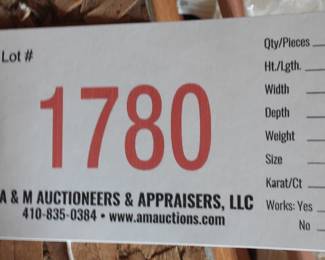 Lot #
1780
A & M AUCTIONEERS & APPRAISERS, LLC
410-835-0384 • www.amauctions.com
Qty/Pieces
Ht./Lgth.
Width
Depth
Weight
Size
Karat/Ct
Works: Yes
No